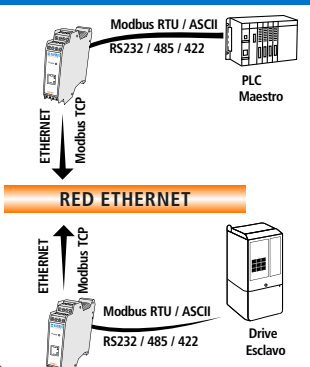 Modbus RTU / ASCII
RS232 / 485 / 422
PLC
Maestro
ETHERNET
Modbus TCP
RED ETHERNET
ETHERNET
Modbus TCP
Modbus RTU / ASCII
RS232 / 485 / 422
Drive
Esclavo